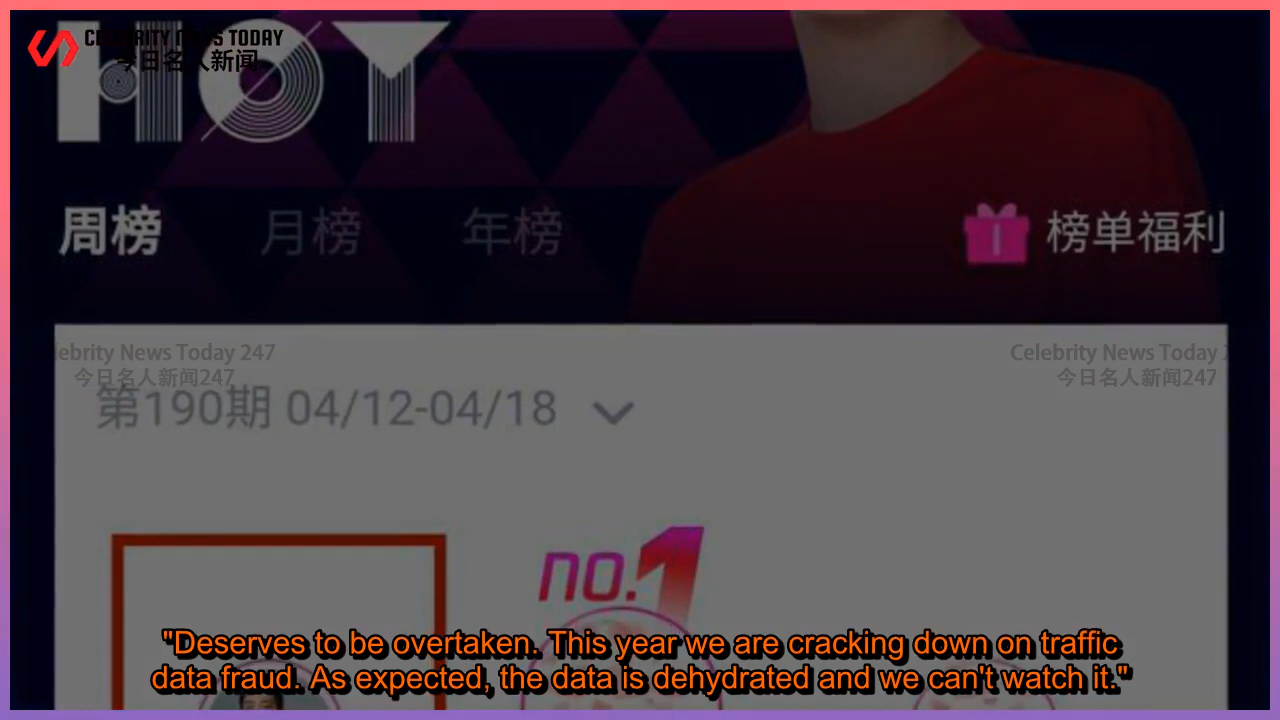 CELEBRITY NEWS TODAY
今日名人新闻
HOT
周榜 月榜 年榜 榜单福利
lebrity News Today 247
今日名人新闻247
Celebrity News Today
今日名人新闻247
第190期 04/12-04/18
no.1
"Deserves to be overtaken. This year we are cracking down on traffic
data fraud. As expected, the data is dehydrated and we can't watch it."